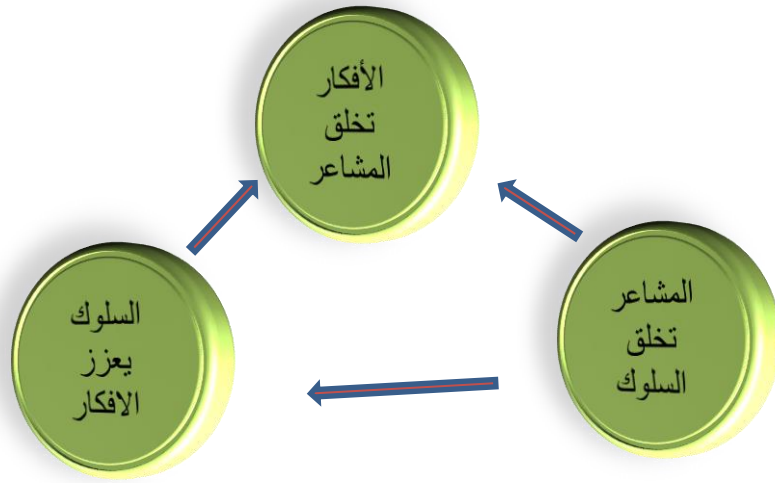 الأفكار
تخلق
المشاعر
المشاعر
تخلق
السلوك
السلوك
يعزز
الافكار